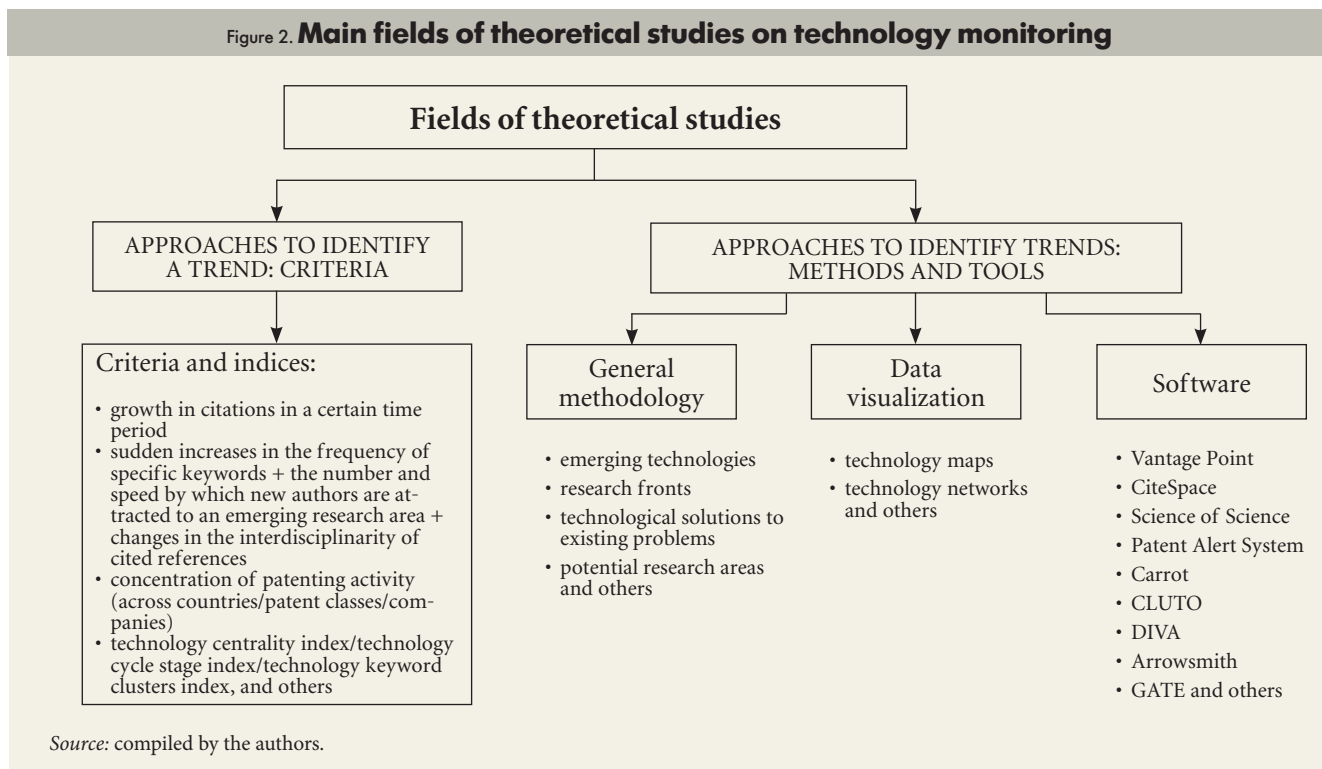 Figure 2. Main fields of theoretical studies on technology monitoring
Fields of theoretical studies
APPROACHES TO IDENTIFY
A TREND: CRITERIA
Criteria and indices:
• growth in citations in a certain time
period
• sudden increases in the frequency of
specific keywords + the number and
speed by which new authors are at-
tracted to an emerging research area +
changes in the interdisciplinarity of
cited references
• concentration of patenting activity
(across countries/patent classes/com-
panies)
• technology centrality index/technology
cycle stage index/technology keyword
clusters index, and others
APPROACHES TO IDENTIFY TRENDS:
METHODS AND TOOLS
General
methodology
• emerging technologies
• research fronts
• technological solutions to
existing problems
• potential research areas
and others
Data
visualization
• technology maps
• technology networks
and others
Software
• Vantage Point
• CiteSpace
• Science of Science
• Patent Alert System
• Carrot
• CLUTO
• DIVA
• Arrowsmith
• GATE and others
Source: compiled by the authors.